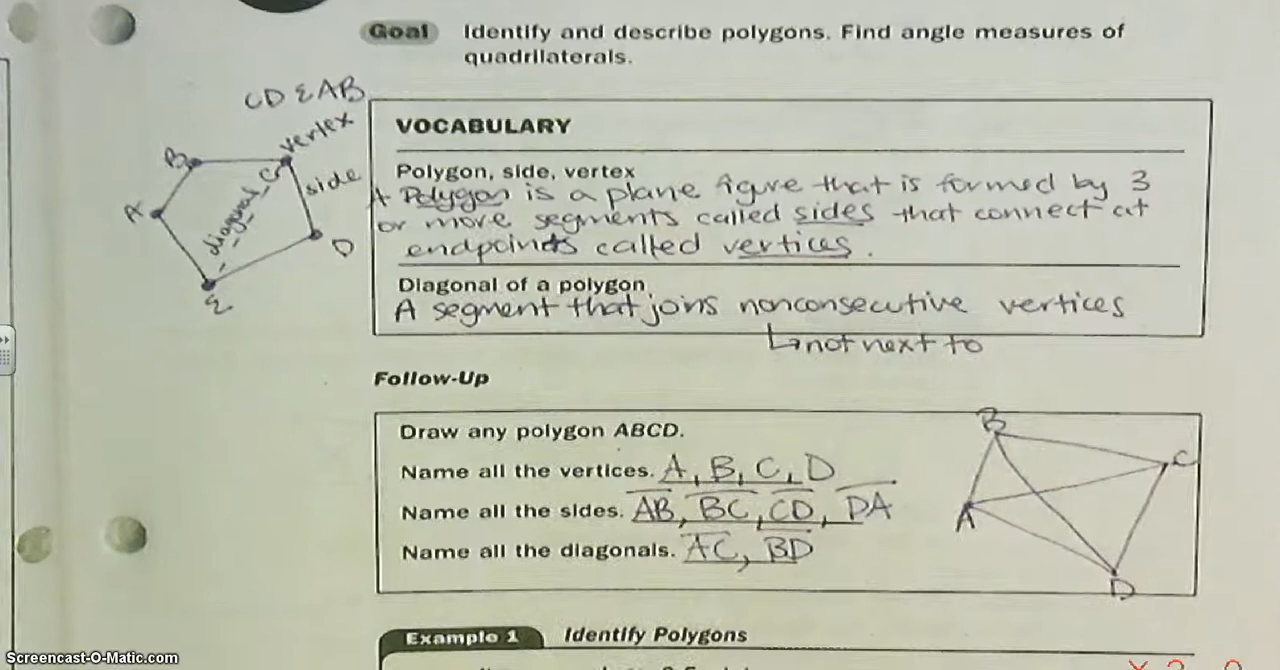 Goal Identify and describe polygons. Find angle measures of
quadrilaterals.
CD & AB
vertex
B
C
side
A
diagonal
D
E
VOCABULARY
Polygon, side, vertex
A Polygon is a plane figure that is formed by 3
or more segments called sides that connect at
endpoints called vertices.
Diagonal of a polygon
A segment that joins nonconsecutive vertices
↳not next to
Follow-Up
Draw any polygon ABCD.
Name all the vertices. A, B, C, D
Name all the sides. AB, BC, CD, DA
Name all the diagonals. AC, BD
B
C
A
D
Example 1 Identify Polygons
Screencast-O-Matic.com